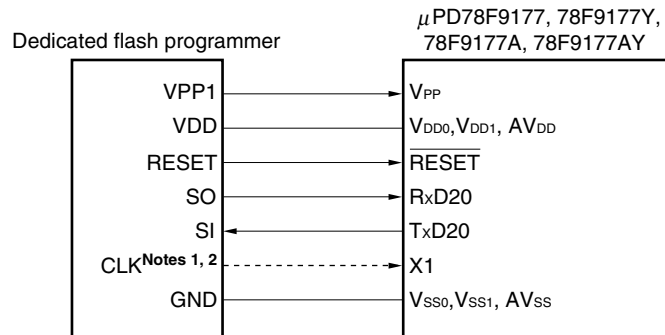 μPD78F9177, 78F9177Y,
Dedicated flash programmer 78F9177A, 78F9177AY
VPP1 VPP
VDD VDD0,VDD1, AVDD
RESET RESET
SO RxD20
SI TxD20
CLKNotes 1, 2 X1
GND VSS0,VSS1, AVSS